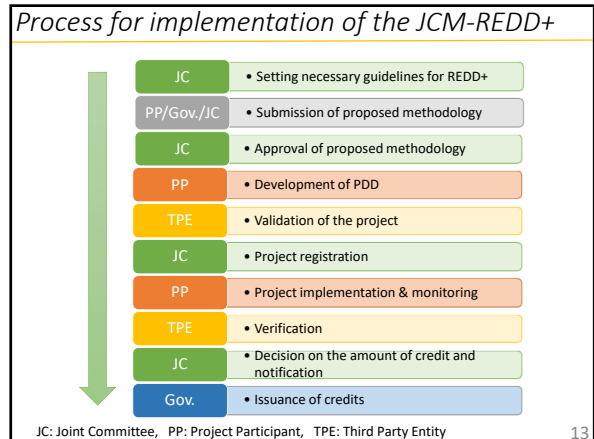 Process for implementation of the JCM-REDD+
JC • Setting necessary guidelines for REDD+
PP/Gov./JC • Submission of proposed methodology
JC • Approval of proposed methodology
PP • Development of PDD
TPE • Validation of the project
JC • Project registration
PP • Project implementation & monitoring
TPE • Verification
JC • Decision on the amount of credit and
notification
Gov. • Issuance of credits
JC: Joint Committee, PP: Project Participant, TPE: Third Party Entity 13